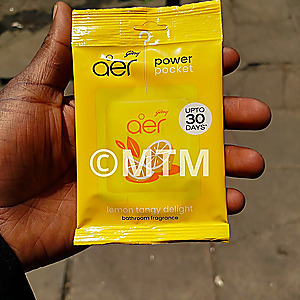 Godrej
aer power
pocket
Godrej
aer
UPTO
30
DAYS*
©MTM
lemon tangy delight
bathroom fragrance